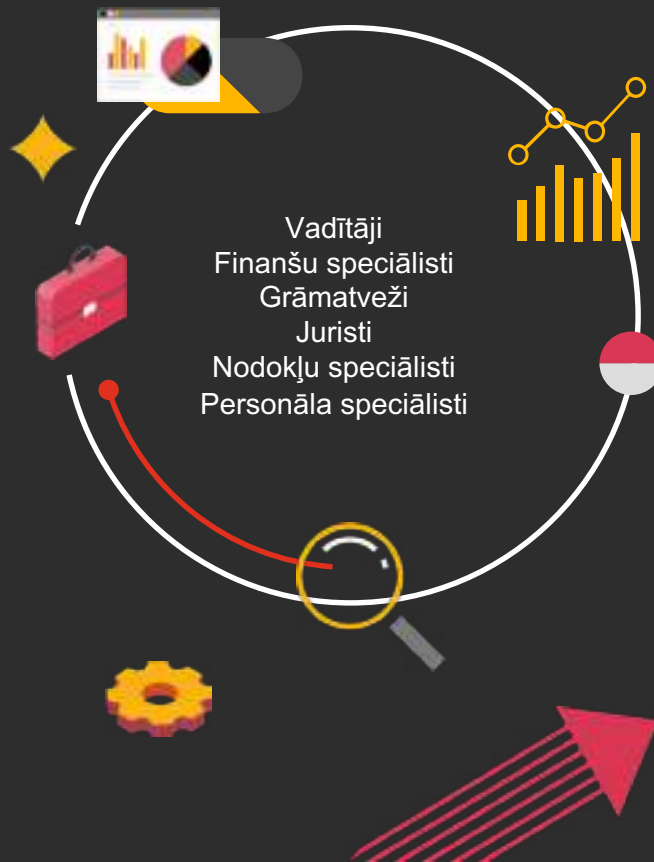 Vadītāji
Finanšu speciālisti
Grāmatveži
Juristi
Nodokļu speciālisti
Personāla speciālisti